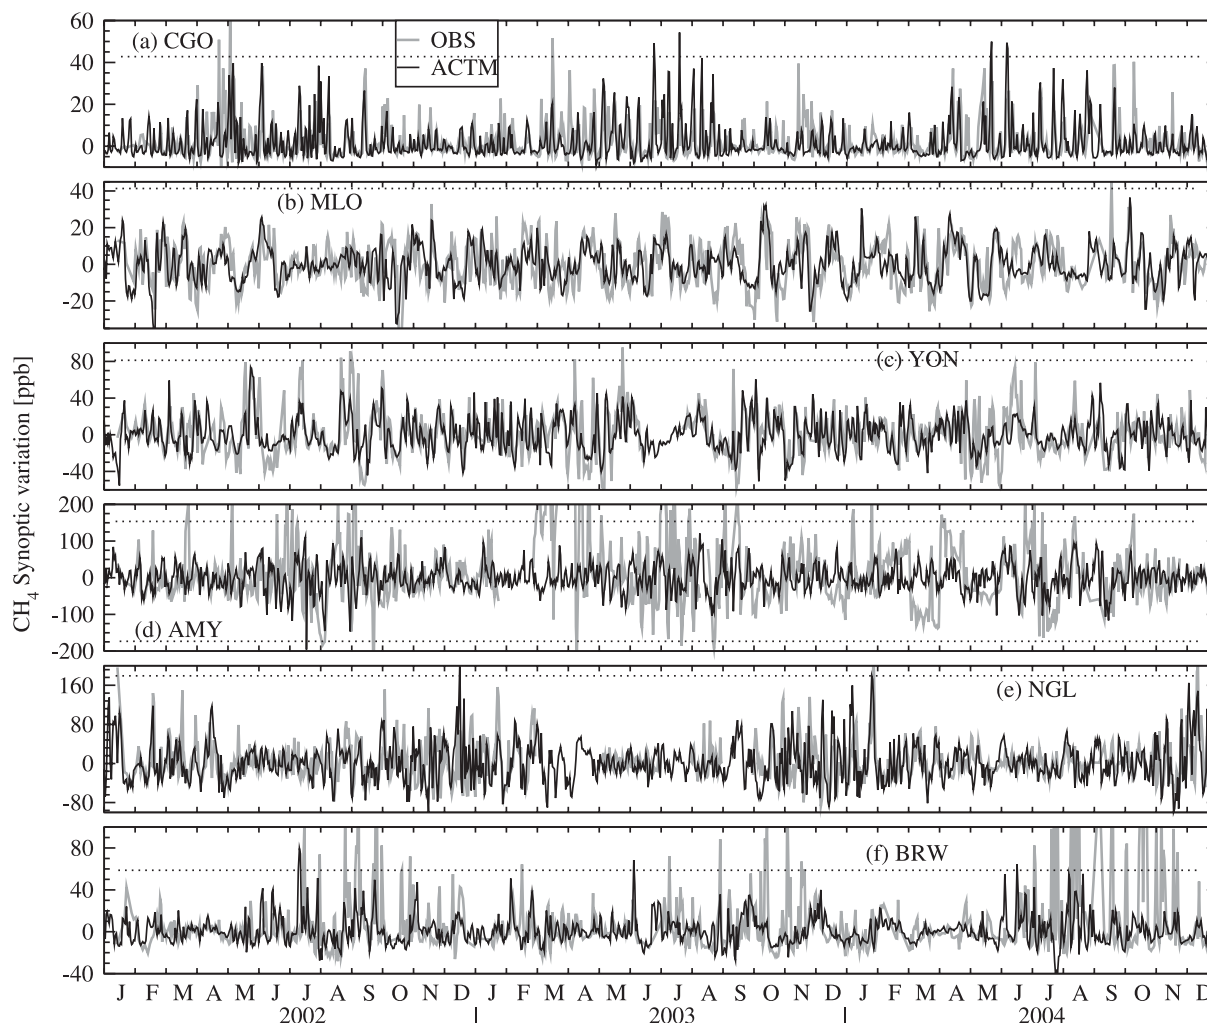 CH4 Synoptic variation [ppb]
(a) CGO
OBS
ACTM
60
40
20
0
(b) MLO
40
20
0
-20
(c) YON
80
40
0
-40
(d) AMY
200
100
0
-100
-200
(e) NGL
160
80
0
-80
(f) BRW
80
40
0
-40
J F M A M J J A S O N D J F M A M J J A S O N D J F M A M J J A S O N D
2002 2003 2004